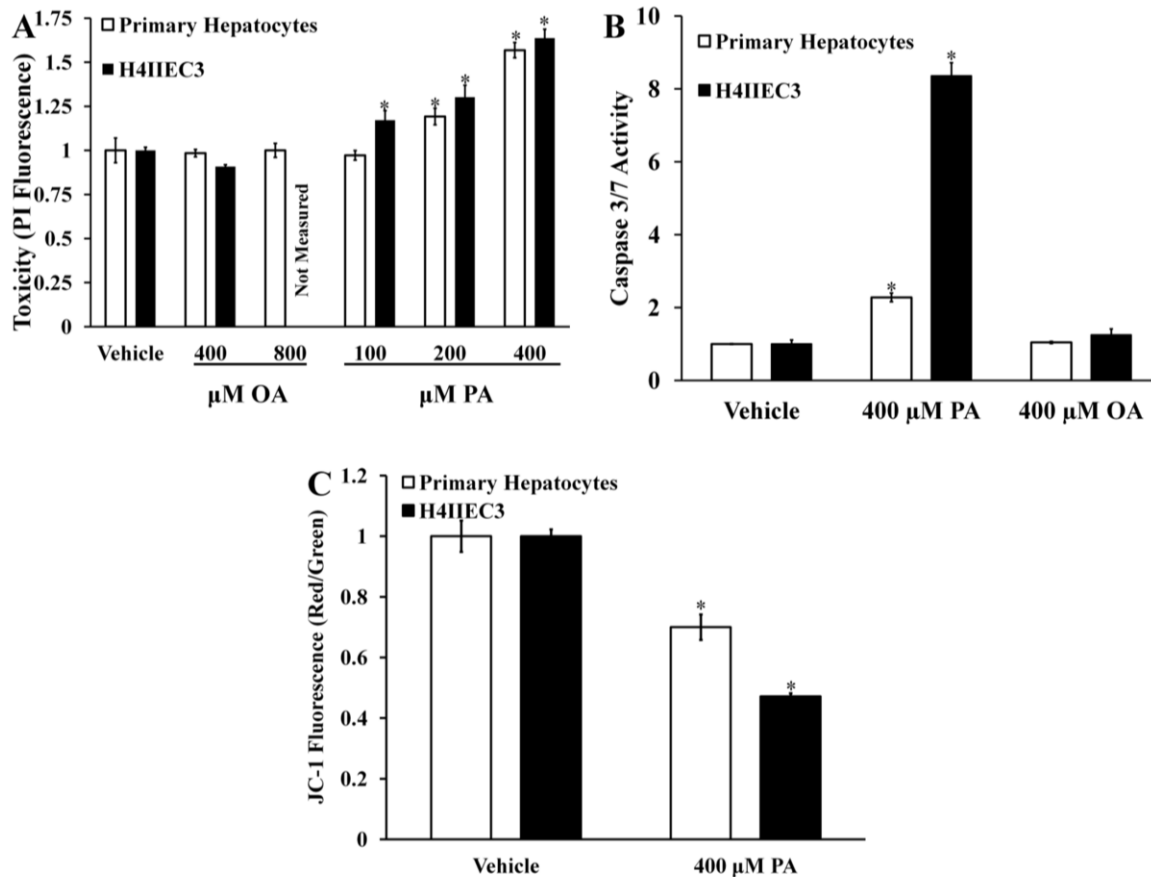 A
Primary Hepatocytes
H4IIEC3
Toxicity (PI Fluorescence)
1.75
1.5
1.25
1
0.75
0.5
0.25
0
*
*
*
*
*
Not Measured
Vehicle 400 800 100 200 400
µM OA µM PA
B
Primary Hepatocytes
H4IIEC3
Caspase 3/7 Activity
10
8
6
4
2
0
*
*
Vehicle 400 µM PA 400 µM OA
C
Primary Hepatocytes
H4IIEC3
JC-1 Fluorescence (Red/Green)
1.2
1
0.8
0.6
0.4
0.2
0
*
*
Vehicle 400 µM PA